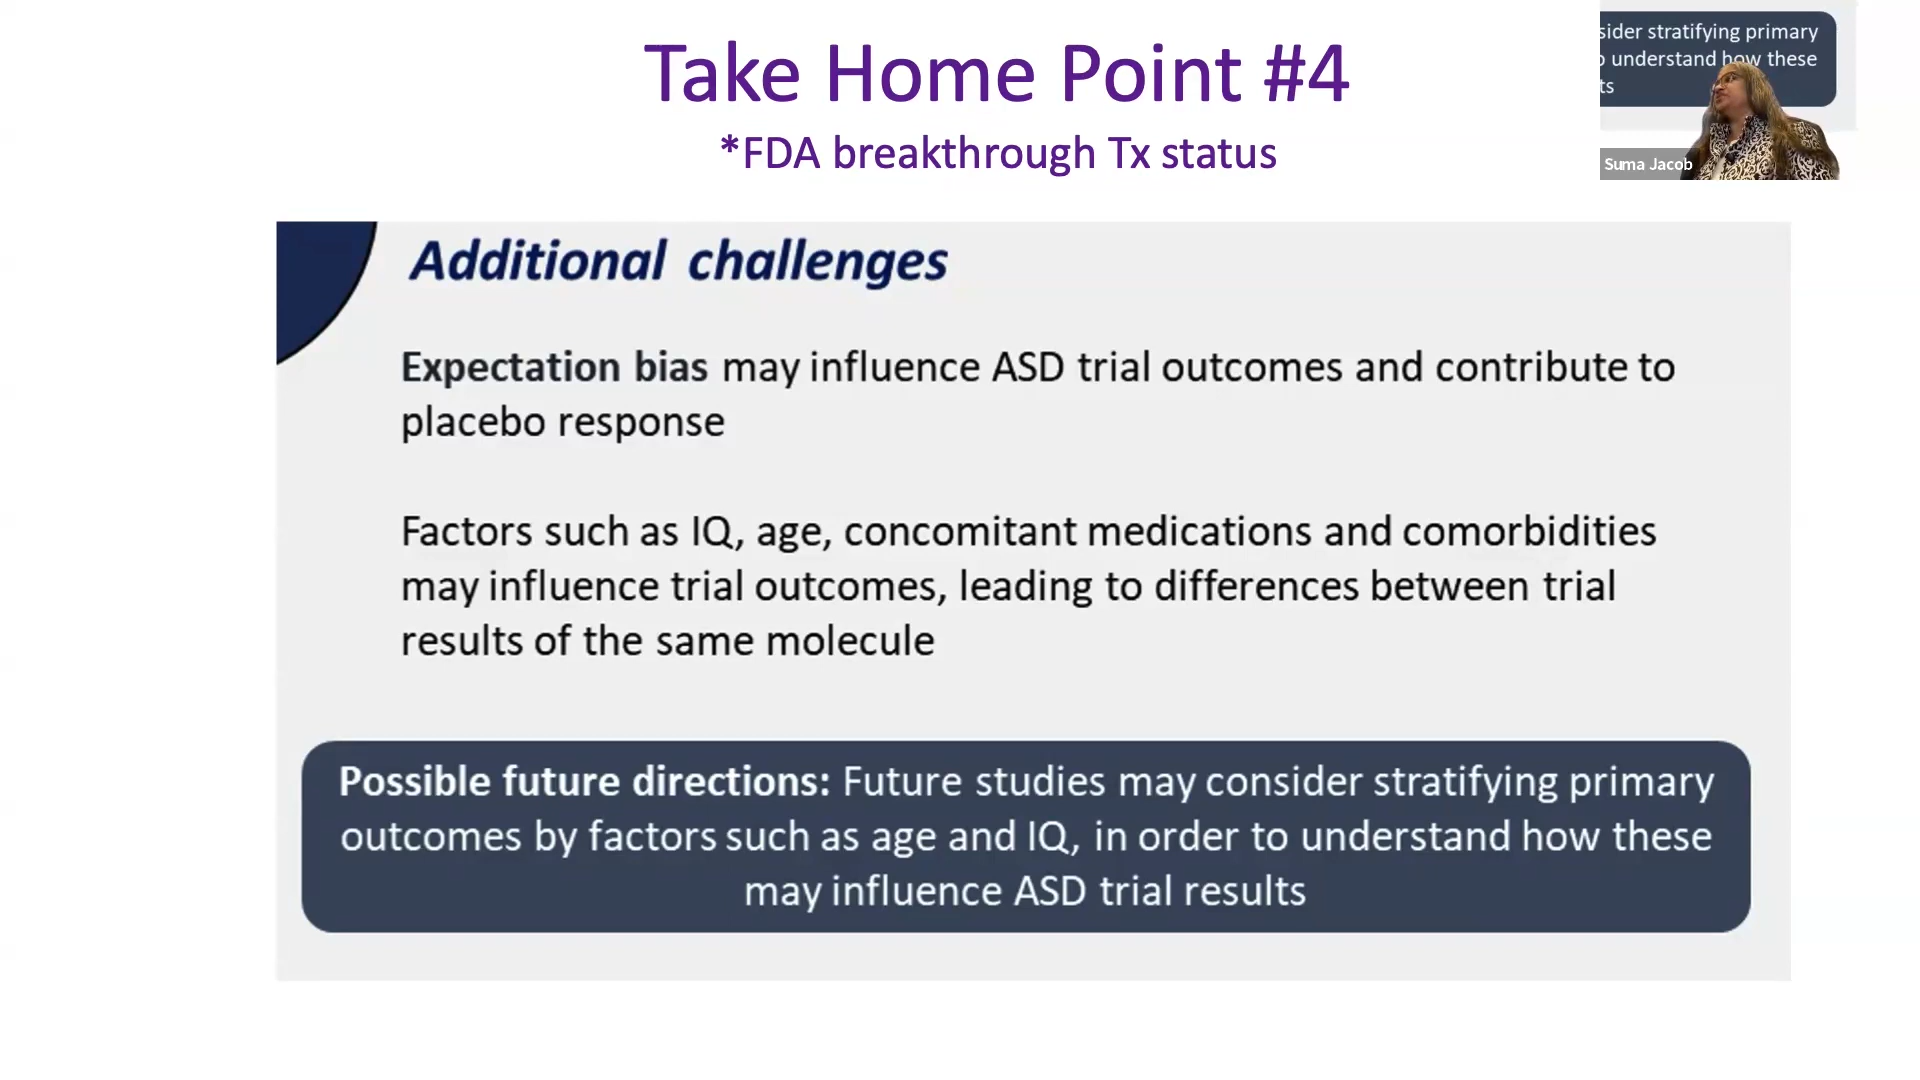 Take Home Point #4
*FDA breakthrough Tx status
sider stratifying primary
understand how these
ts
Suma Jacob
Additional challenges
Expectation bias may influence ASD trial outcomes and contribute to
placebo response
Factors such as IQ, age, concomitant medications and comorbidities
may influence trial outcomes, leading to differences between trial
results of the same molecule
Possible future directions: Future studies may consider stratifying primary
outcomes by factors such as age and IQ, in order to understand how these
may influence ASD trial results